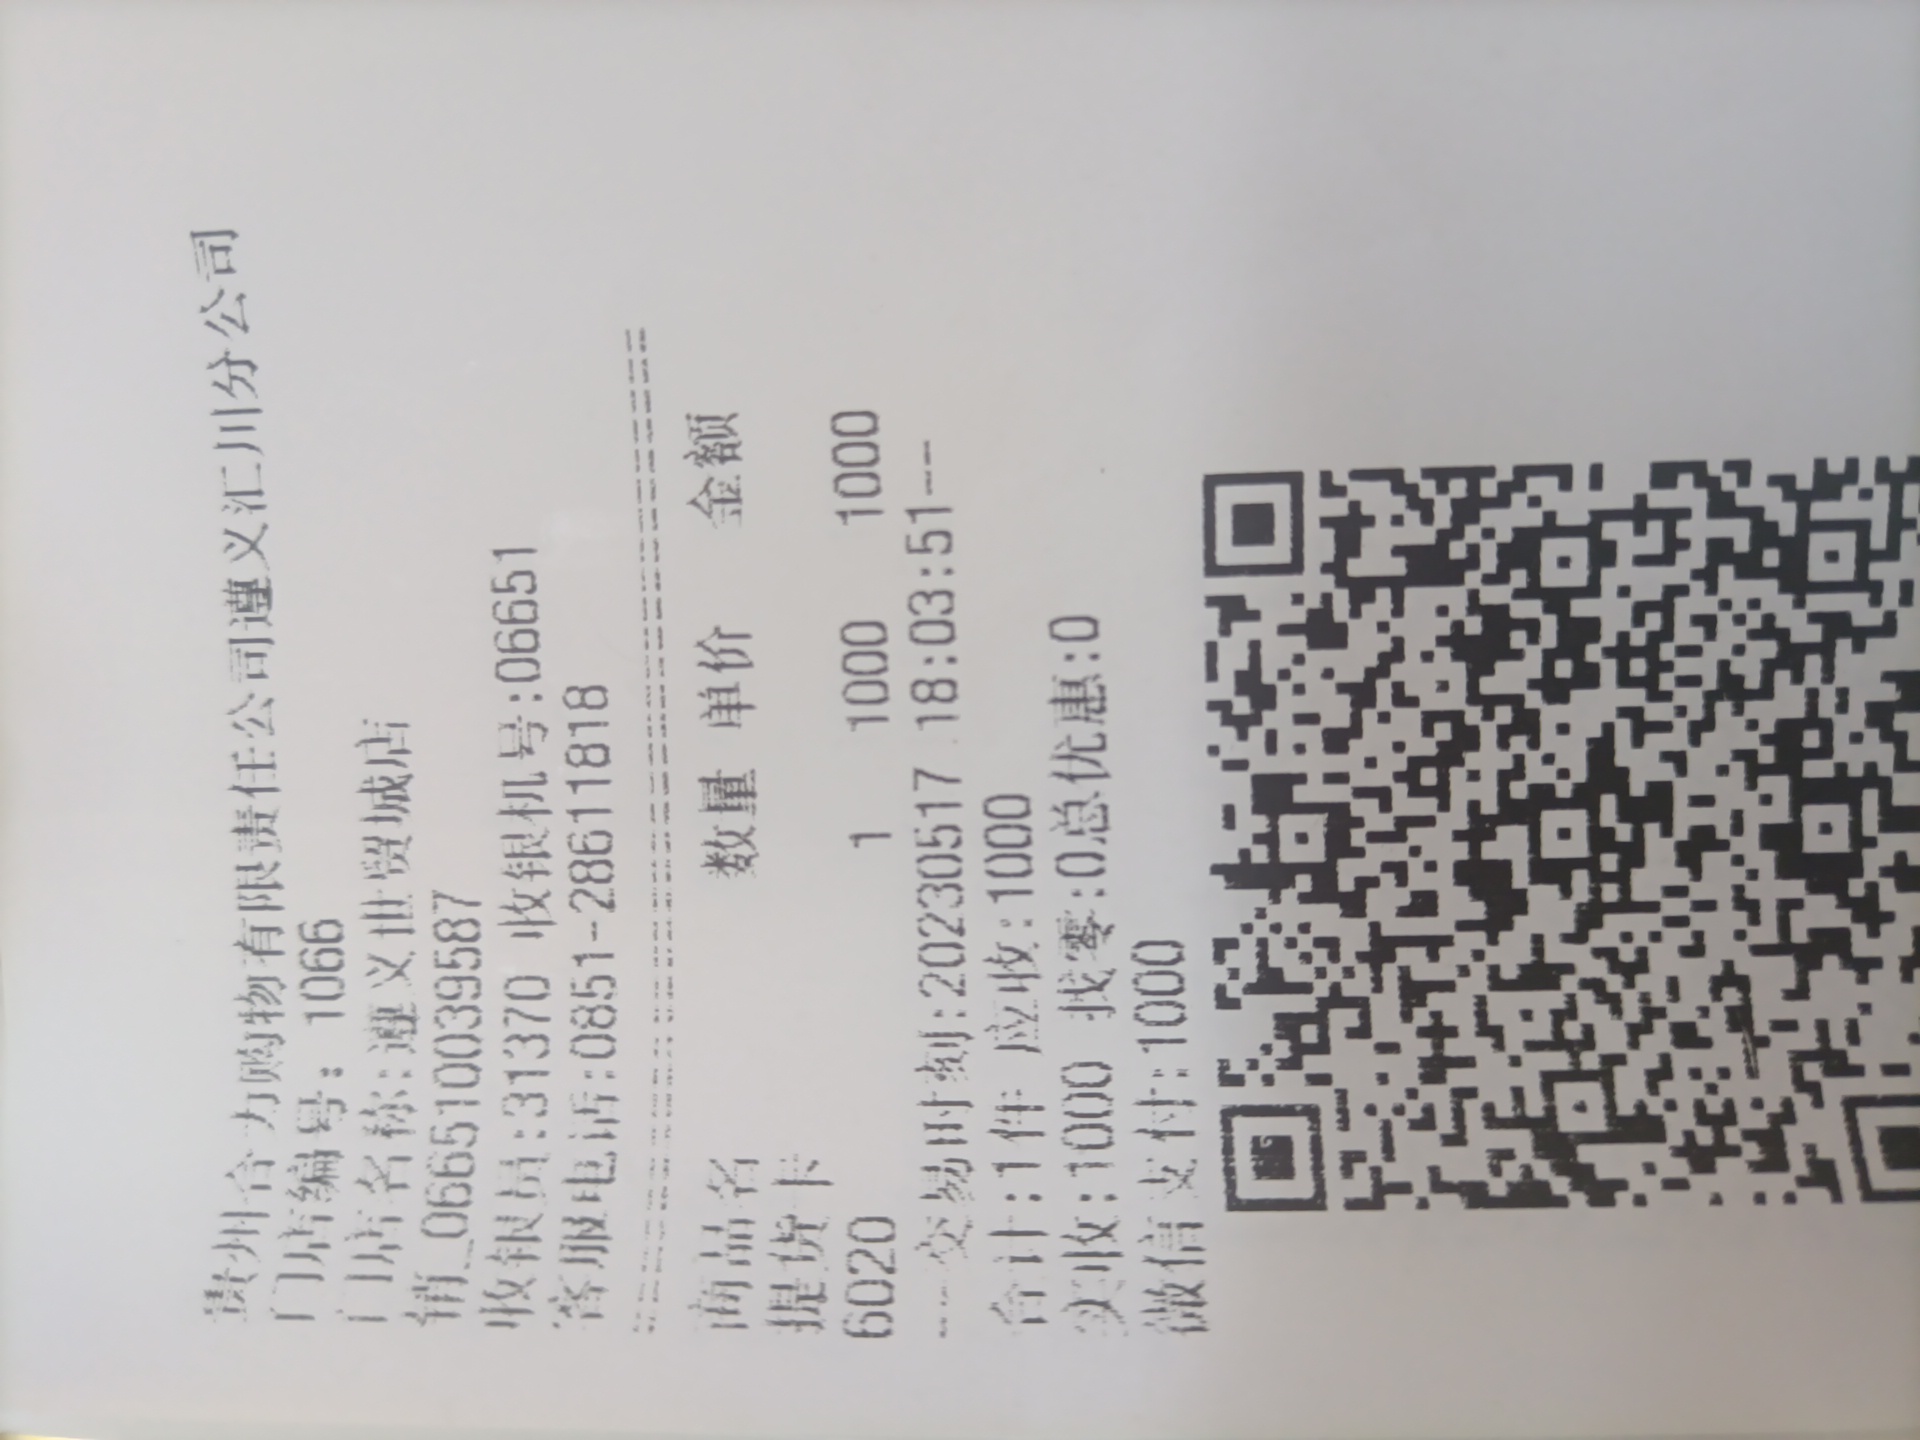 贵州合力购物有限责任公司遵义汇川分公司
门店编号: 1066
门店名称:遵义世贸城店
销_066510039587
收银员:31370 收银机号:06651
客服电话:0851-28611818
商品名 数量 单价 金额
提货卡
6020 1 1000 1000
---交易时刻:20230517 18:03:51--
合计:1件 应收:1000
实收:1000 找零:0总优惠:0
微信支付:1000